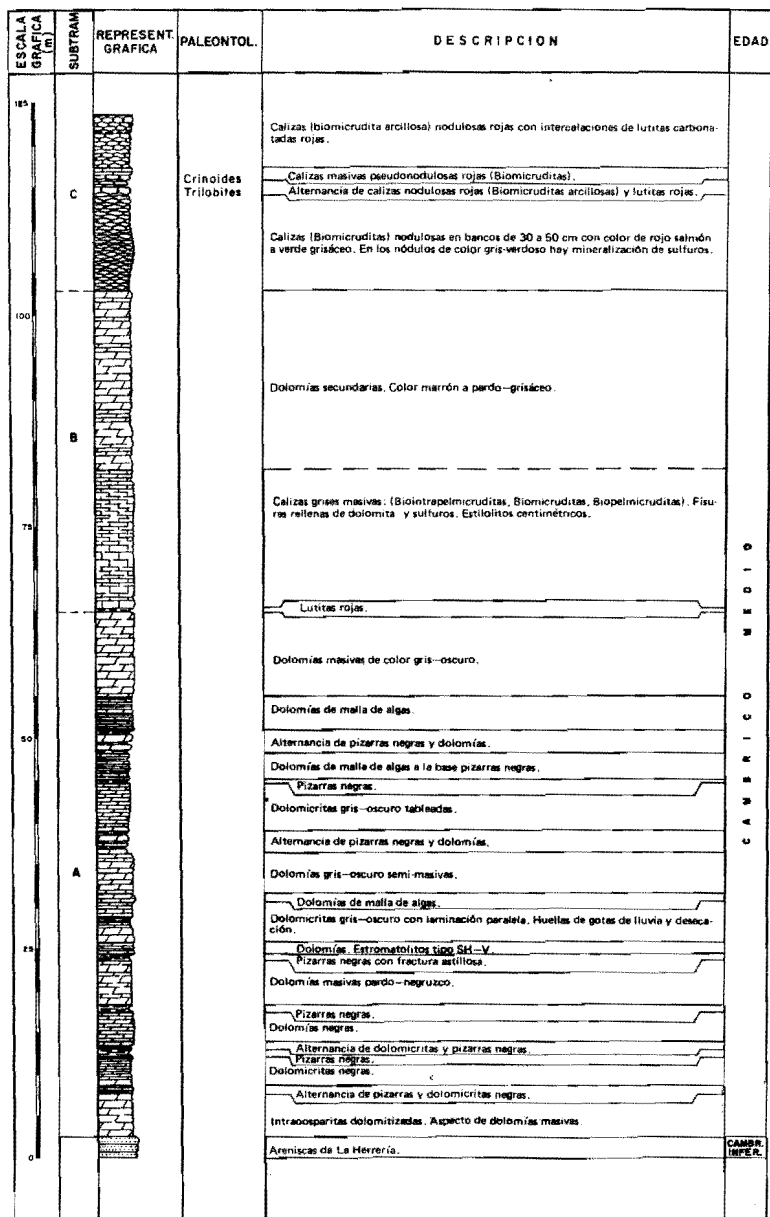 ESCALA GRAFICA (m)
SUBTRAM.
REPRESENT. GRAFICA
PALEONTOL.
DESCRIPCION
EDAD
125
Calizas (biomicrudita arcillosa) nodulosas rojas con intercalaciones de lutitas carbona-
tadas rojas.
Crinoides
Trilobites
Calizas masivas pseudonodulosas rojas (Biomicruditas).
C
Alternancia de calizas nodulosas rojas (Biomicruditas arcillosas) y lutitas rojas.
Calizas (Biomicruditas) nodulosas en bancos de 30 a 50 cm con color de rojo salmón
a verde grisáceo. En los nódulos de color gris-verdoso hay mineralización de sulfuros.
100
Dolomías secundarias. Color marrón a pardo-grisáceo.
B
Calizas grises masivas: (Biointrapelmicruditas, Biomicruditas, Biopelmicruditas). Fisu-
ras rellenas de dolomita y sulfuros. Estilolitos centimétricos.
75
Lutitas rojas.
Dolomías masivas de color gris-oscuro.
Dolomías de malla de algas.
50
Alternancia de pizarras negras y dolomías.
Dolomías de malla de algas a la base pizarras negras.
Pizarras negras.
Dolomicritas gris-oscuro tableadas.
CAMBRICO MEDIO
Alternancia de pizarras negras y dolomías.
A
Dolomías gris-oscuro semi-masivas.
Dolomías de malla de algas.
Dolomicritas gris-oscuro con laminación paralela. Huellas de gotas de lluvia y deseca-
ción.
25
Dolomías. Estromatolitos tipo SH-V
Pizarras negras con fractura astillosa.
Dolomías masivas pardo-negruzco.
Pizarras negras.
Dolomías negras.
Alternancia de dolomicritas y pizarras negras.
Pizarras negras.
Dolomicritas negras.
Alternancia de pizarras y dolomicritas negras.
Intraoosparitas dolomitizadas. Aspecto de dolomías masivas.
0
Areniscas de La Herrería.
CAMBR. INFER.